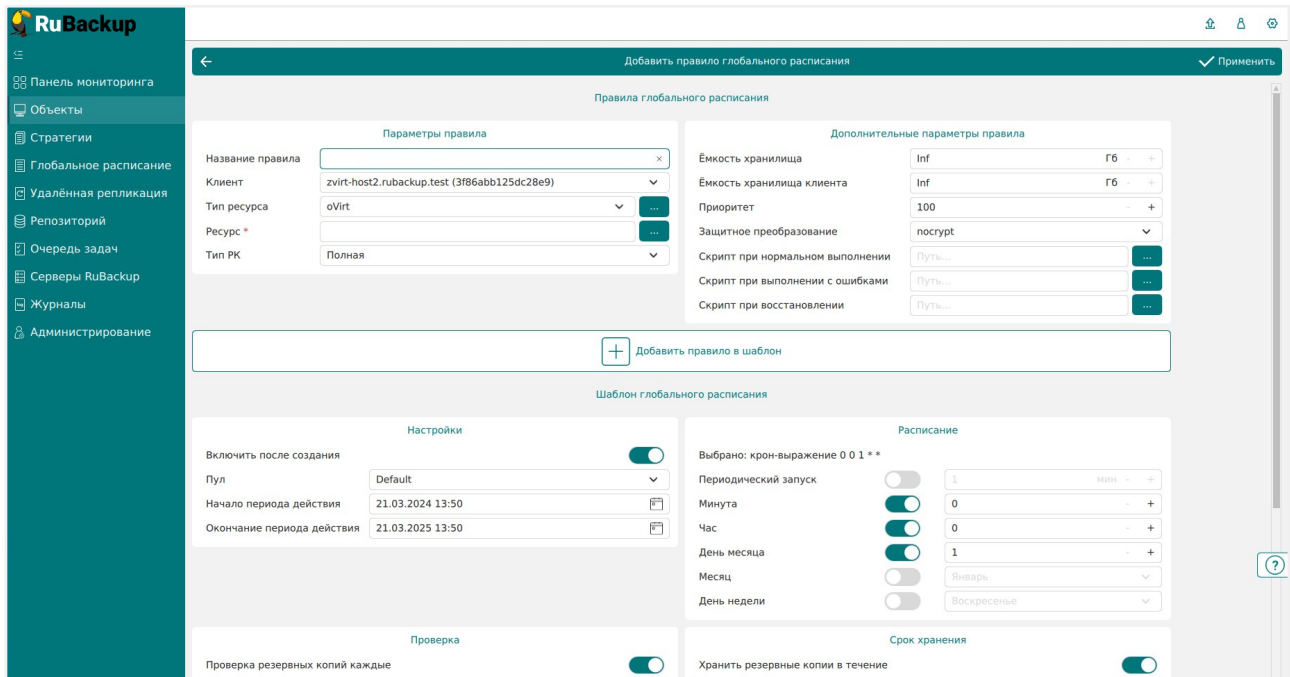 RuBackup
Панель мониторинга
Объекты
Стратегии
Глобальное расписание
Удалённая репликация
Репозиторий
Очередь задач
Серверы RuBackup
Журналы
Администрирование
Добавить правило глобального расписания
Применить
Правила глобального расписания
Параметры правила
Название правила
Клиент zvirt-host2.rubackup.test (3f86abb125dc28e9)
Тип ресурса oVirt ...
Ресурс * ...
Тип РК Полная
Дополнительные параметры правила
Ёмкость хранилища Inf Гб - +
Ёмкость хранилища клиента Inf Гб - +
Приоритет 100 - +
Защитное преобразование nocrypt
Скрипт при нормальном выполнении Путь... ...
Скрипт при выполнении с ошибками Путь... ...
Скрипт при восстановлении Путь... ...
Добавить правило в шаблон
Шаблон глобального расписания
Настройки
Включить после создания
Пул Default
Начало периода действия 21.03.2024 13:50
Окончание периода действия 21.03.2025 13:50
Расписание
Выбрано: крон-выражение 0 0 1 * *
Периодический запуск 1 мин - +
Минута 0 - +
Час 0 - +
День месяца 1 - +
Месяц Январь
День недели Воскресенье
?
Проверка
Проверка резервных копий каждые
Срок хранения
Хранить резервные копии в течение